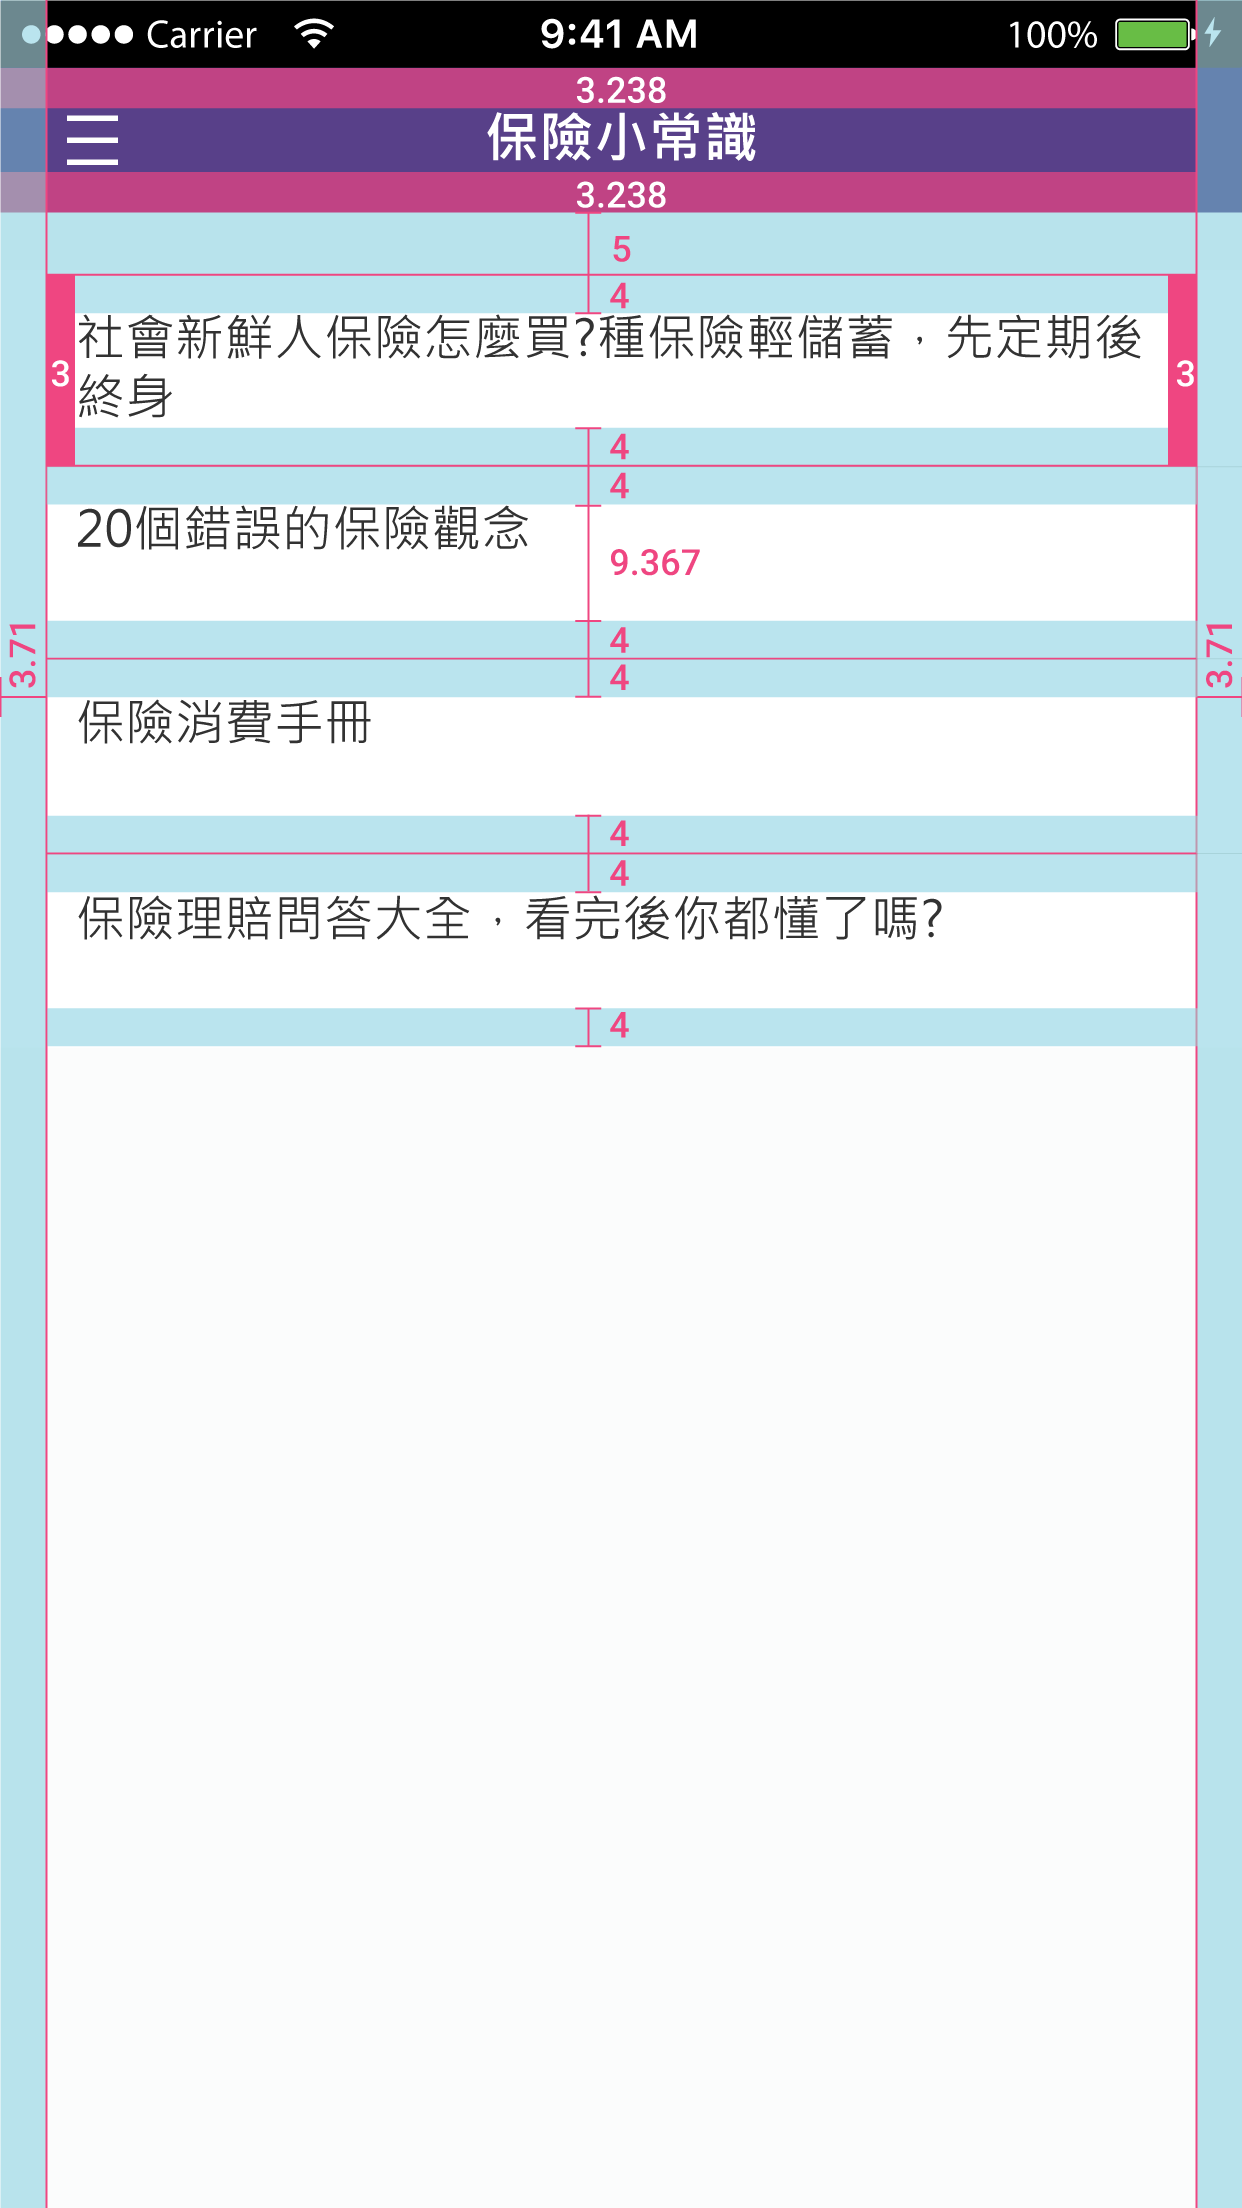 Carrier 9:41 AM 100%
3.238
保險小常識
3.238
5
4
社會新鮮人保險怎麼買?種保險輕儲蓄，先定期後
終身
3
3
4
4
20個錯誤的保險觀念
9.367
4
3.71
3.71
4
保險消費手冊
4
4
保險理賠問答大全，看完後你都懂了嗎?
4